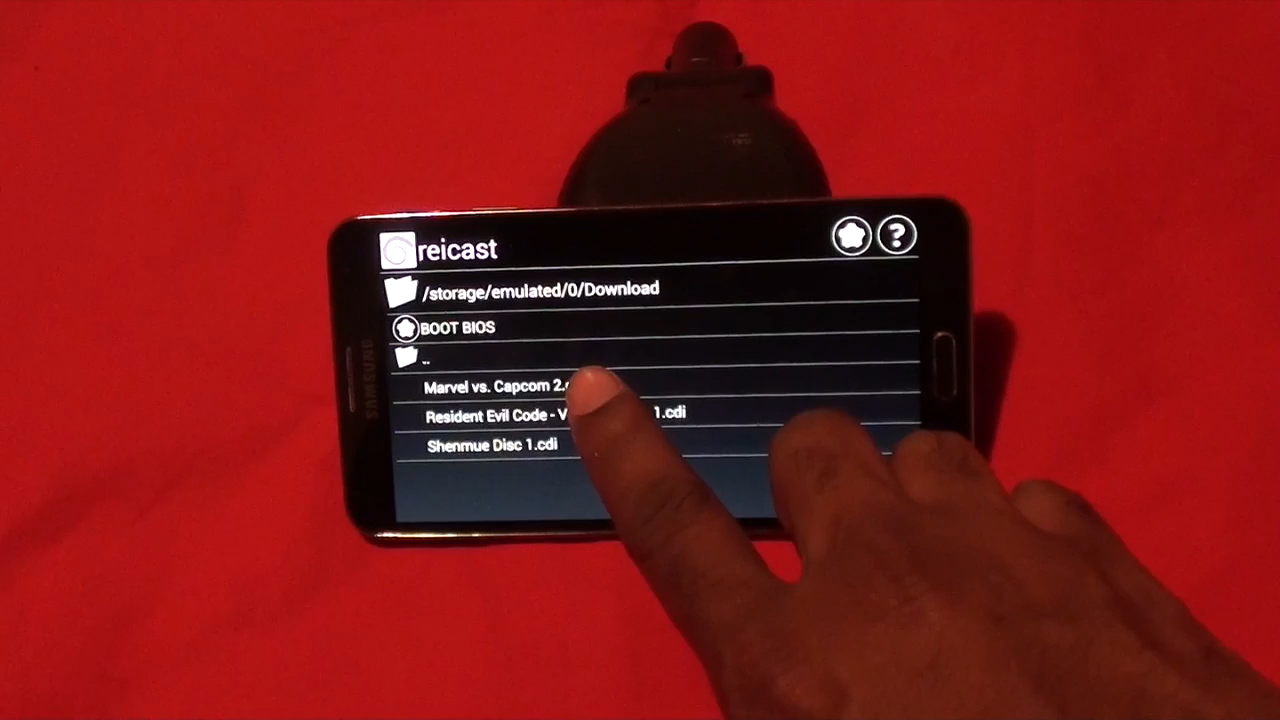 reicast
?
/storage/emulated/0/Download
BOOT BIOS
..
Marvel vs. Capcom 2.
Resident Evil Code - V 1.cdi
Shenmue Disc 1.cdi
SAMSUNG